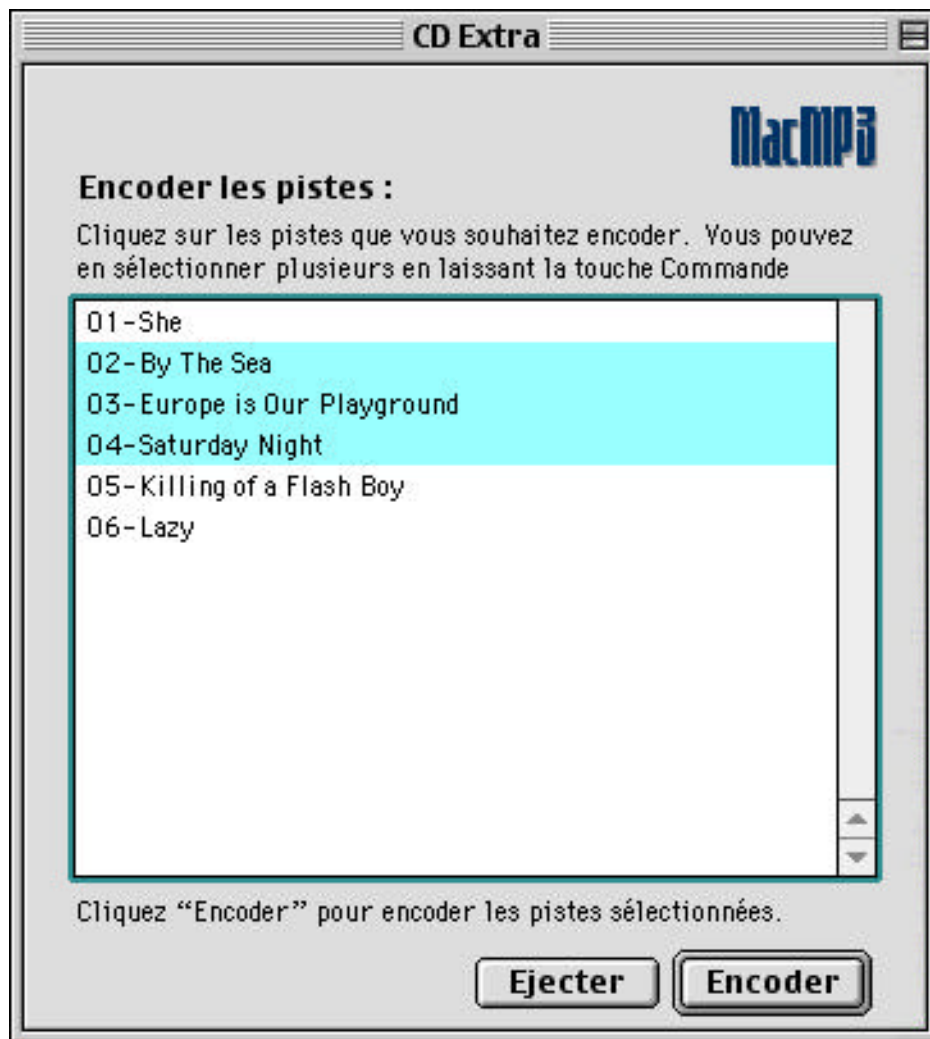 CD Extra
MacMP3
Encoder les pistes :
Cliquez sur les pistes que vous souhaitez encoder. Vous pouvez
en sélectionner plusieurs en laissant la touche Commande
01-She
02-By The Sea
03-Europe is Our Playground
04-Saturday Night
05-Killing of a Flash Boy
06-Lazy
Cliquez “Encoder” pour encoder les pistes sélectionnées.
Ejecter
Encoder